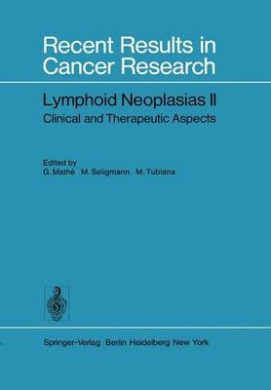 Recent Results in
Cancer Research
Lymphoid Neoplasias II
Clinical and Therapeutic Aspects
Edited by
G. Mathé M. Seligmann M. Tubiana
Springer-Verlag Berlin Heidelberg New York